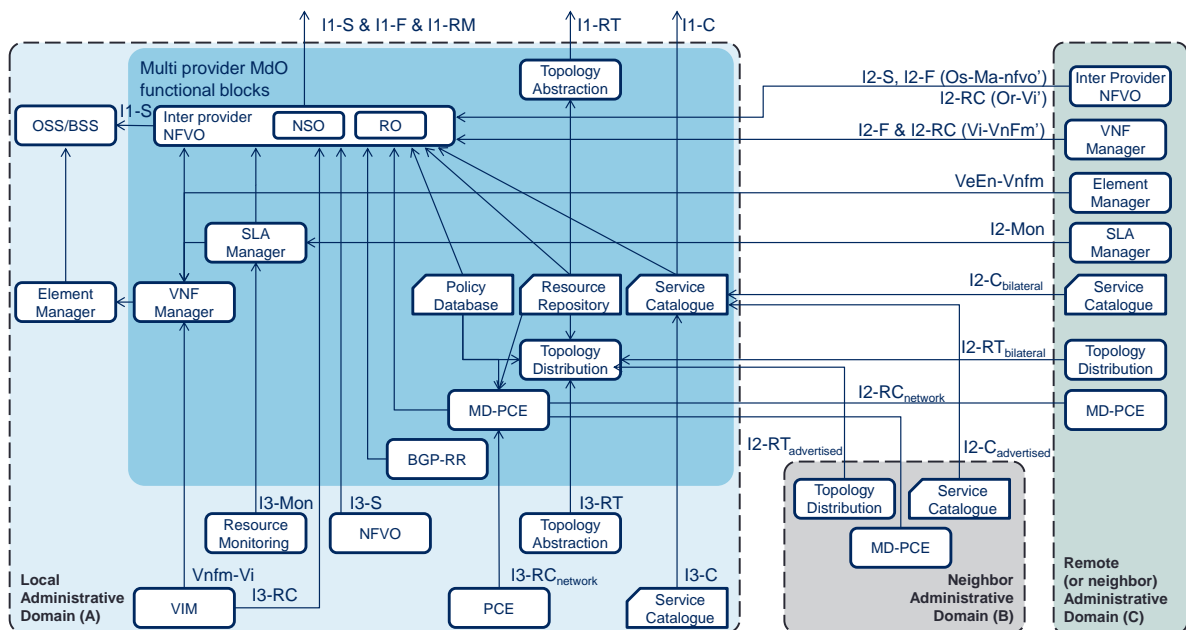 I1-S & I1-F & I1-RM
I1-RT
I1-C
Multi provider MdO
functional blocks
Topology
Abstraction
I2-S, I2-F (Os-Ma-nfvo’)
I2-RC (Or-Vi’)
Inter Provider
NFVO
I1-S
OSS/BSS
Inter provider
NFVO
NSO
RO
I2-F & I2-RC (Vi-VnFm’)
VNF
Manager
VeEn-Vnfm
Element
Manager
SLA
Manager
I2-Mon
SLA
Manager
Element
Manager
VNF
Manager
Policy
Database
Resource
Repository
Service
Catalogue
I2-Cbilateral
Service
Catalogue
Topology
Distribution
I2-RTbilateral
Topology
Distribution
MD-PCE
I2-RCnetwork
MD-PCE
BGP-RR
I2-RTadvertised
I2-Cadvertised
I3-Mon
I3-S
I3-RT
Resource
Monitoring
NFVO
Topology
Abstraction
Topology
Distribution
Service
Catalogue
MD-PCE
Vnfm-Vi
I3-RC
I3-RCnetwork
I3-C
Local
Administrative
Domain (A)
VIM
PCE
Service
Catalogue
Neighbor
Administrative
Domain (B)
Remote
(or neighbor)
Administrative
Domain (C)